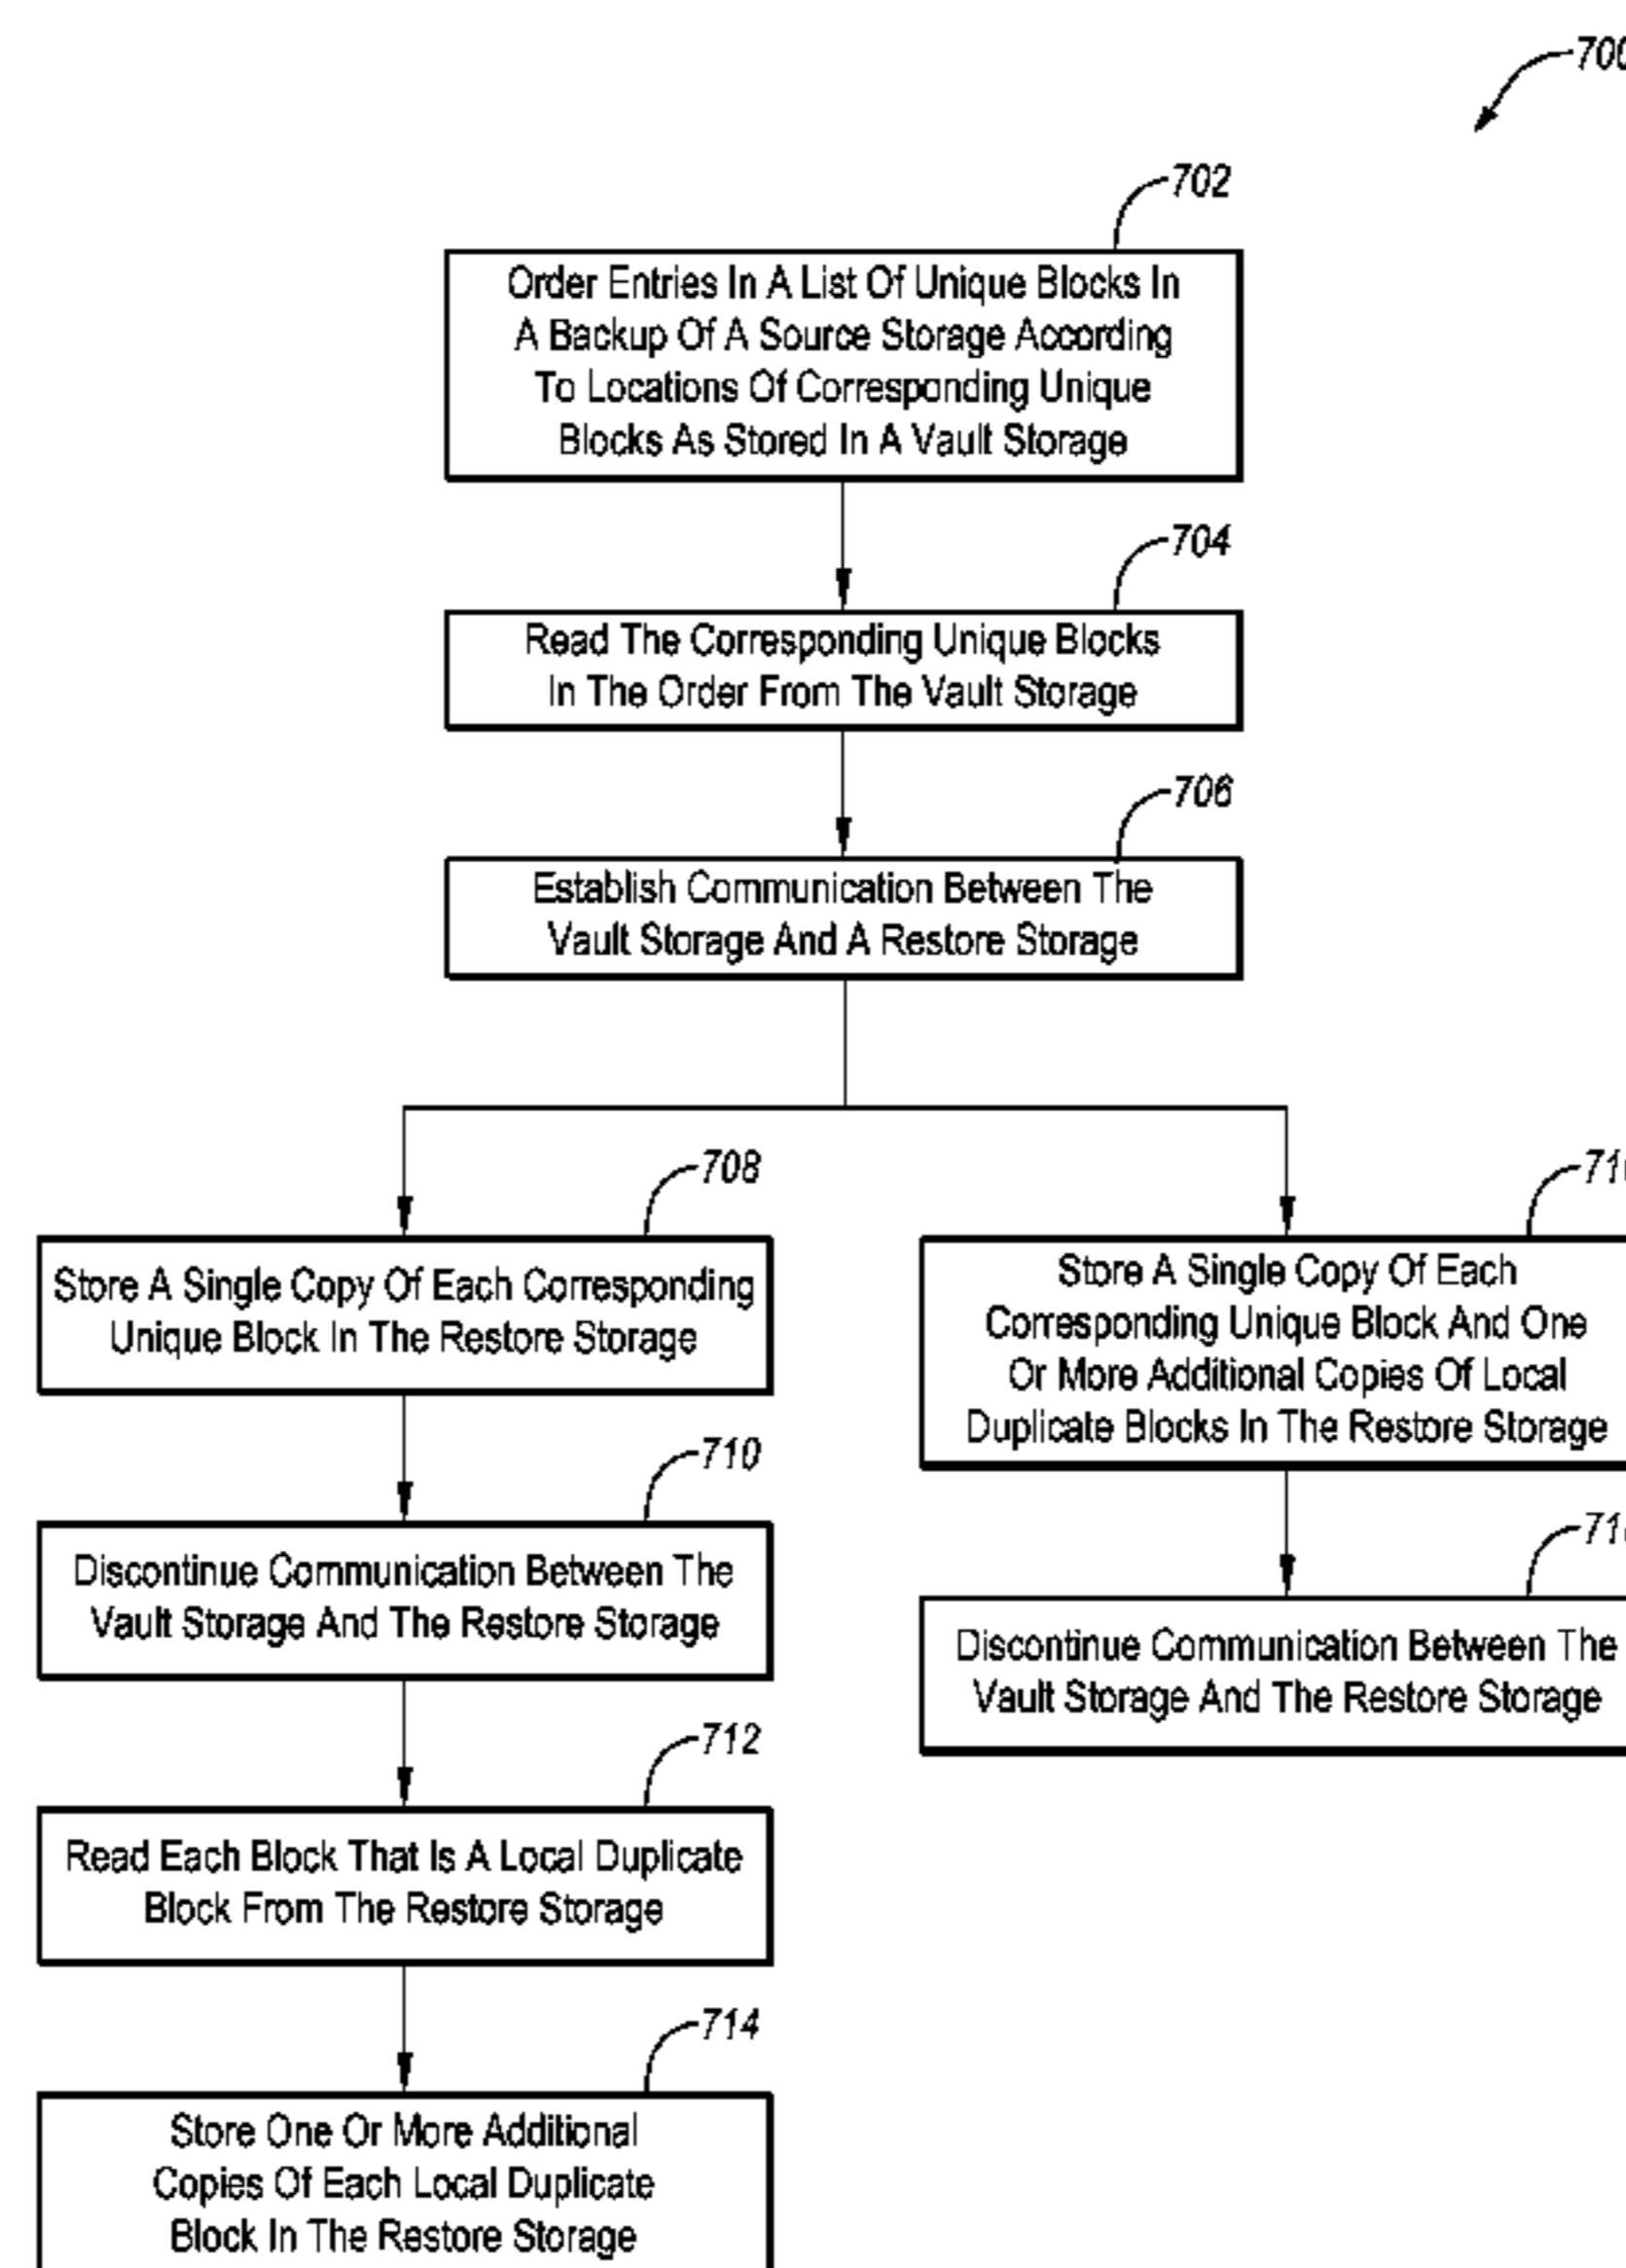 700
702
Order Entries In A List Of Unique Blocks In
A Backup Of A Source Storage According
To Locations Of Corresponding Unique
Blocks As Stored In A Vault Storage
704
Read The Corresponding Unique Blocks
In The Order From The Vault Storage
706
Establish Communication Between The
Vault Storage And A Restore Storage
708
Store A Single Copy Of Each Corresponding
Unique Block In The Restore Storage
710
Discontinue Communication Between The
Vault Storage And The Restore Storage
712
Read Each Block That Is A Local Duplicate
Block From The Restore Storage
714
Store One Or More Additional
Copies Of Each Local Duplicate
Block In The Restore Storage
Store A Single Copy Of Each
Corresponding Unique Block And One
Or More Additional Copies Of Local
Duplicate Blocks In The Restore Storage
Discontinue Communication Between The
Vault Storage And The Restore Storage